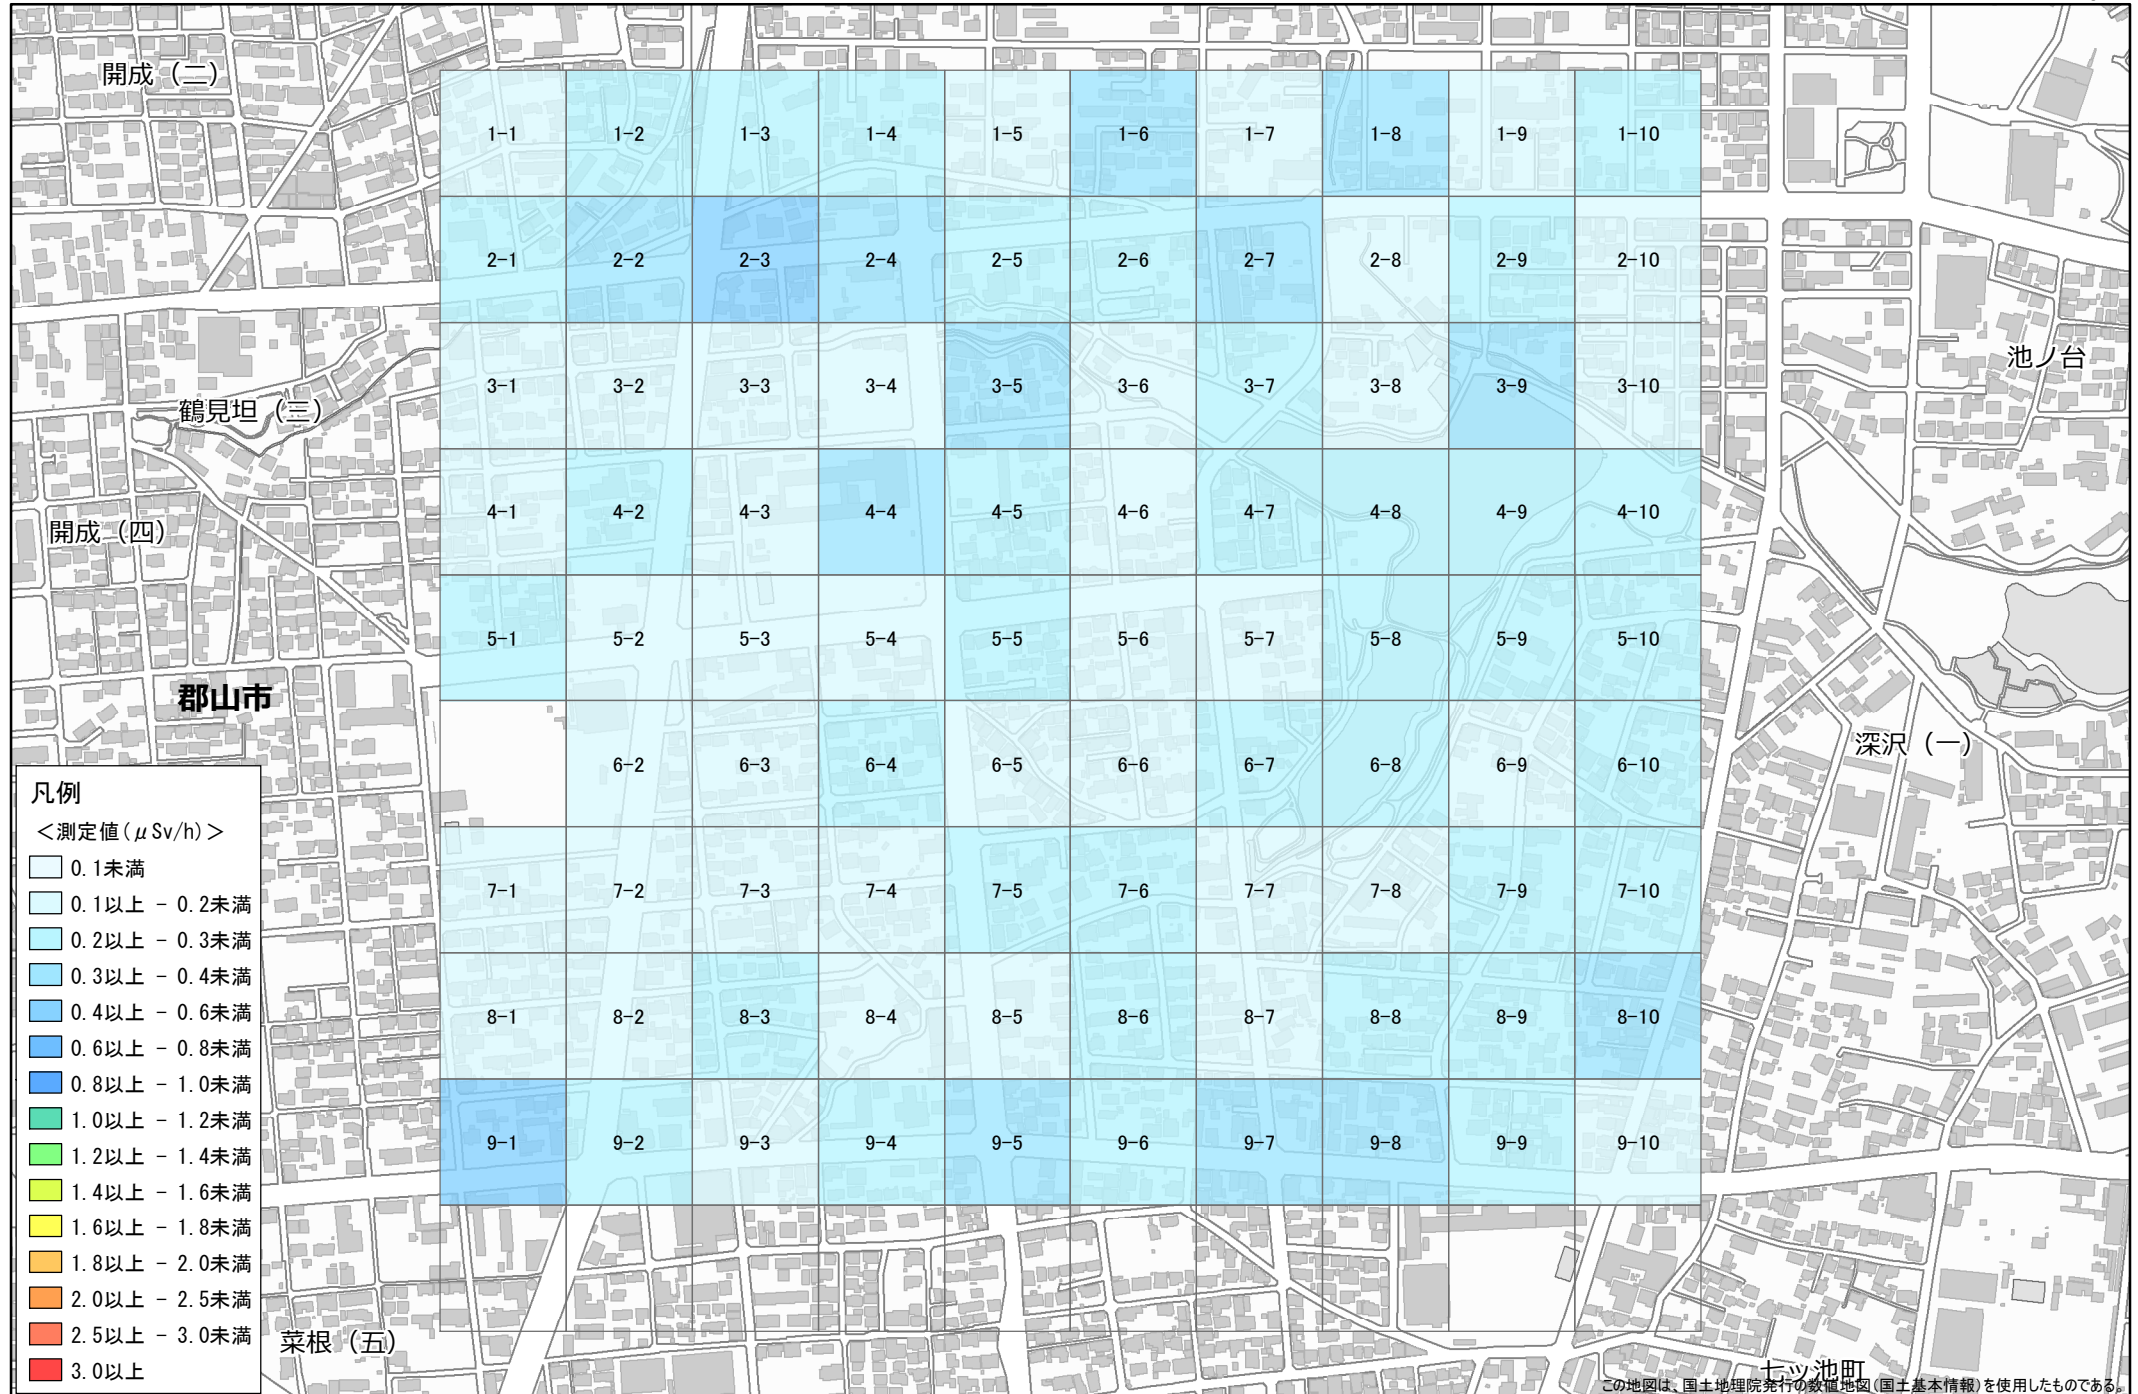 開成（二）
1-1 1-2 1-3 1-4 1-5 1-6 1-7 1-8 1-9 1-10
2-1 2-2 2-3 2-4 2-5 2-6 2-7 2-8 2-9 2-10
池ノ台
3-1 3-2 3-3 3-4 3-5 3-6 3-7 3-8 3-9 3-10
鶴見坦（三）
4-1 4-2 4-3 4-4 4-5 4-6 4-7 4-8 4-9 4-10
開成（四）
5-1 5-2 5-3 5-4 5-5 5-6 5-7 5-8 5-9 5-10
郡山市
深沢（一）
6-2 6-3 6-4 6-5 6-6 6-7 6-8 6-9 6-10
7-1 7-2 7-3 7-4 7-5 7-6 7-7 7-8 7-9 7-10
8-1 8-2 8-3 8-4 8-5 8-6 8-7 8-8 8-9 8-10
9-1 9-2 9-3 9-4 9-5 9-6 9-7 9-8 9-9 9-10
凡例
＜測定値(μSv/h)＞
0.1未満
0.1以上 - 0.2未満
0.2以上 - 0.3未満
0.3以上 - 0.4未満
0.4以上 - 0.6未満
0.6以上 - 0.8未満
0.8以上 - 1.0未満
1.0以上 - 1.2未満
1.2以上 - 1.4未満
1.4以上 - 1.6未満
1.6以上 - 1.8未満
1.8以上 - 2.0未満
2.0以上 - 2.5未満
2.5以上 - 3.0未満
3.0以上
菜根（五）
七ッ池町
この地図は、国土地理院発行の数値地図(国土基本情報)を使用したものである。